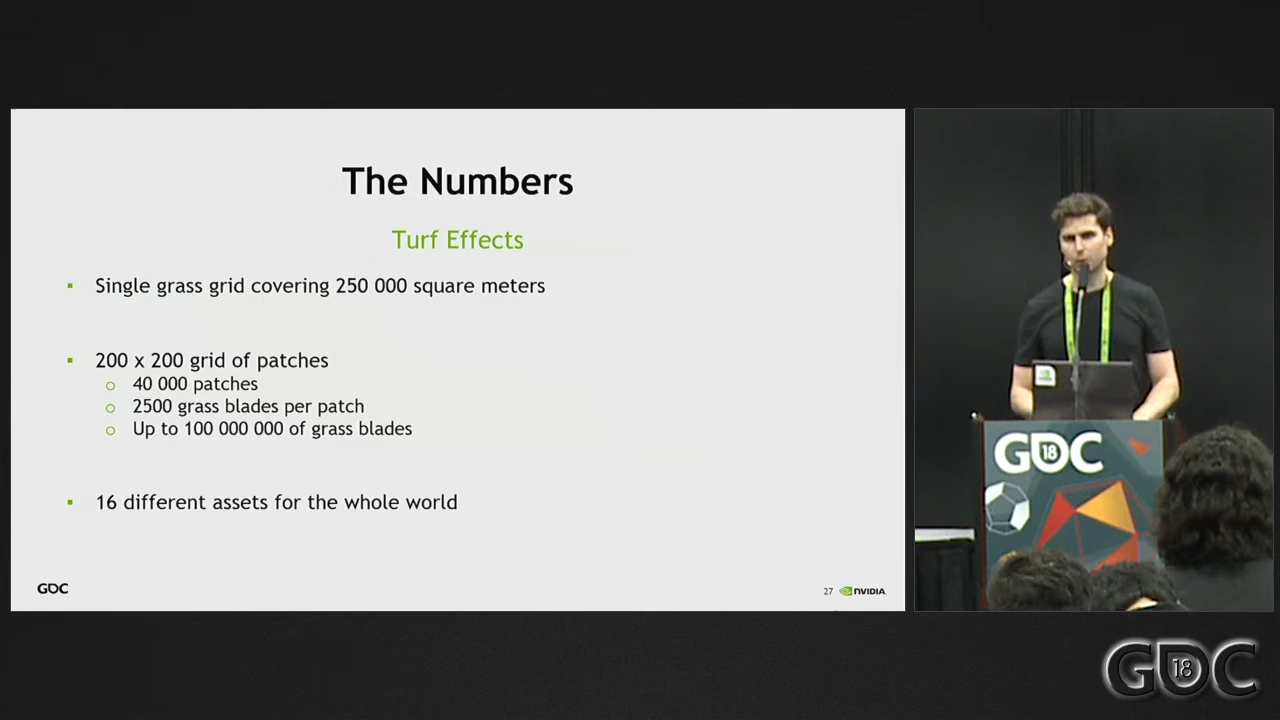 The Numbers
Turf Effects
Single grass grid covering 250 000 square meters
200 x 200 grid of patches
40 000 patches
2500 grass blades per patch
Up to 100 000 000 of grass blades
16 different assets for the whole world
GDC
27 NVIDIA
GDC 18
GDC 18